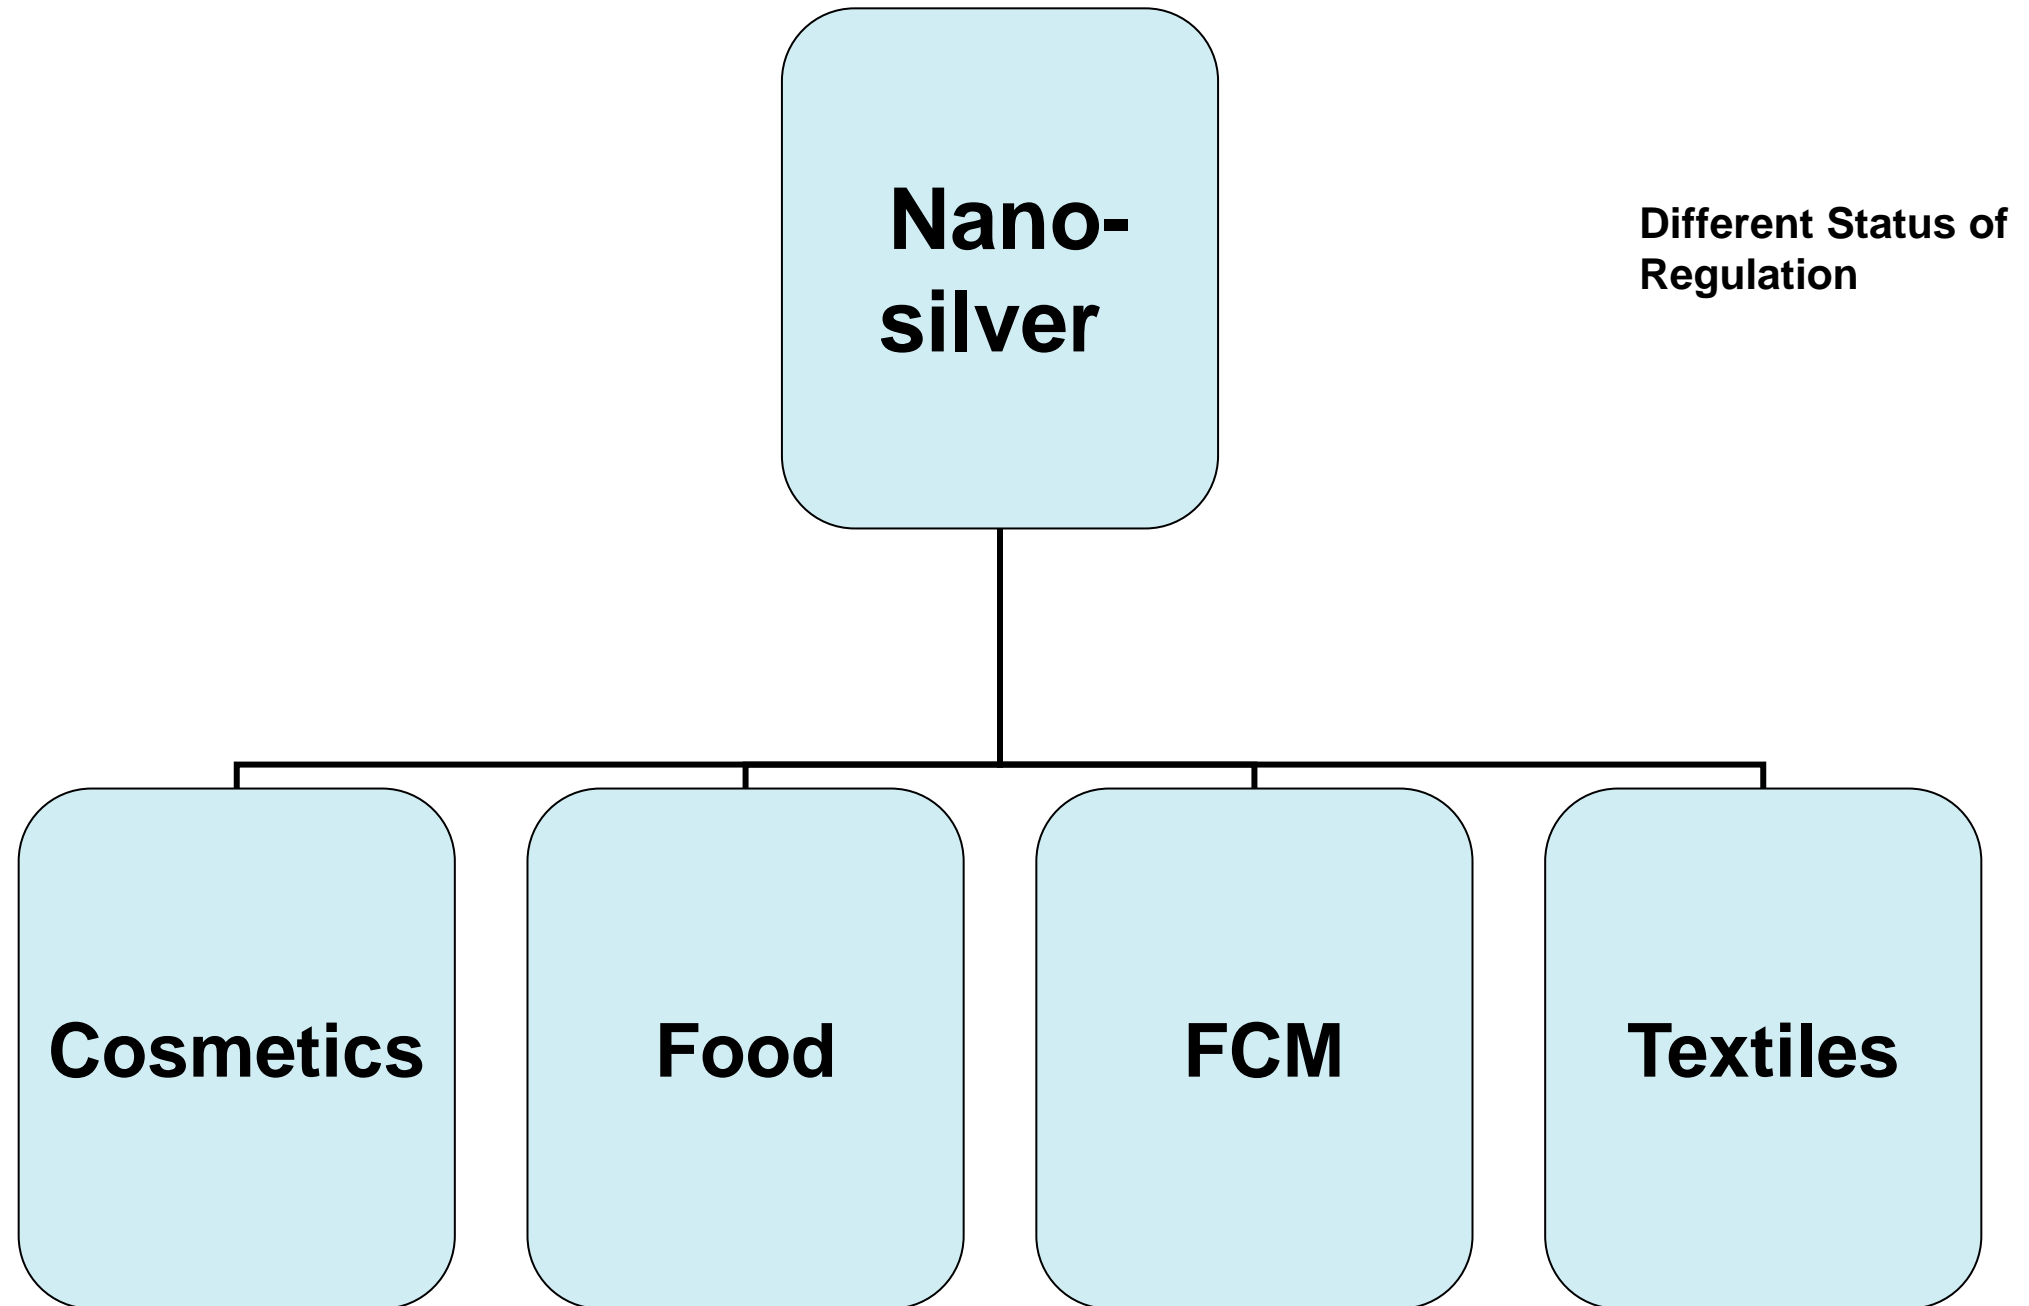 Nano-
silver
Different Status of
Regulation
Cosmetics
Food
FCM
Textiles